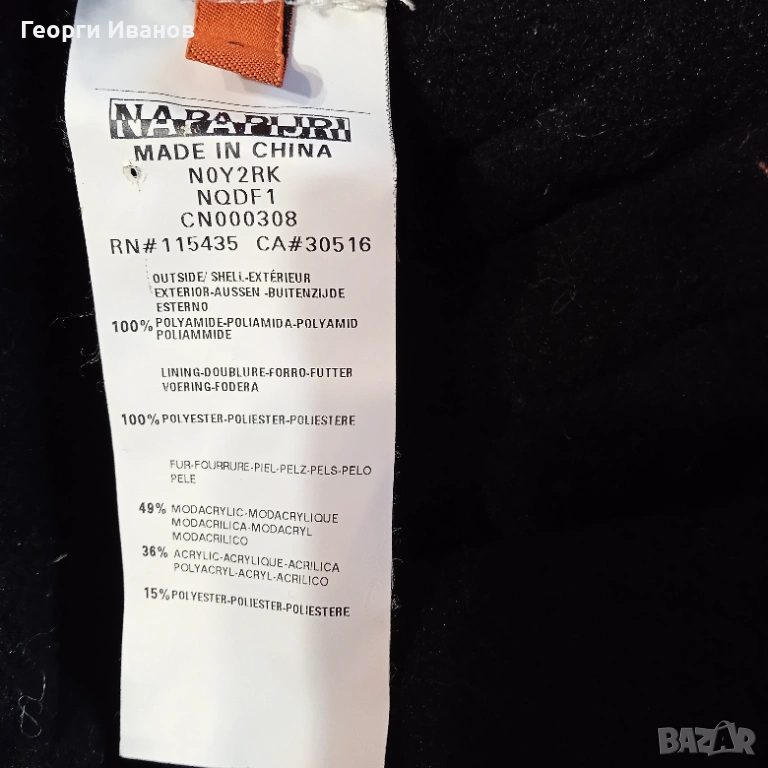 Георги Иванов
NAPAPIJRI
MADE IN CHINA
N0Y2RK
NQDF1
CN000308
RN#115435 CA#30516
OUTSIDE/ SHELL-EXTÉRIEUR
EXTERIOR-AUSSEN -BUITENZIJDE
ESTERNO
100% POLYAMIDE-POLIAMIDA-POLYAMID
POLIAMMIDE
LINING-DOUBLURE-FORRO-FUTTER
VOERING-FODERA
100% POLYESTER-POLIESTER-POLIESTERE
FUR-FOURRURE-PIEL-PELZ-PELS-PELO
PELE
49% MODACRYLIC-MODACRYLIQUE
MODACRILICA-MODACRYL
MODACRILICO
36% ACRYLIC-ACRYLIQUE-ACRILICA
POLYACRYL-ACRYL-ACRILICO
15% POLYESTER-POLIESTER-POLIESTERE
BAZAR